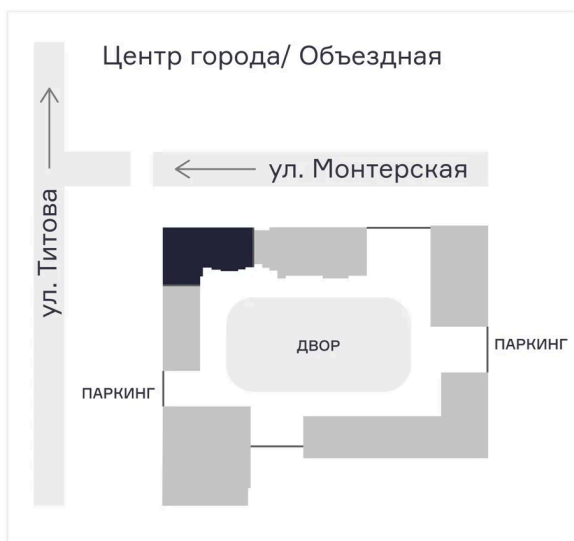 Центр города/ Объездная
ул. Монтерская
ул. Титова
ДВОР
ПАРКИНГ
ПАРКИНГ